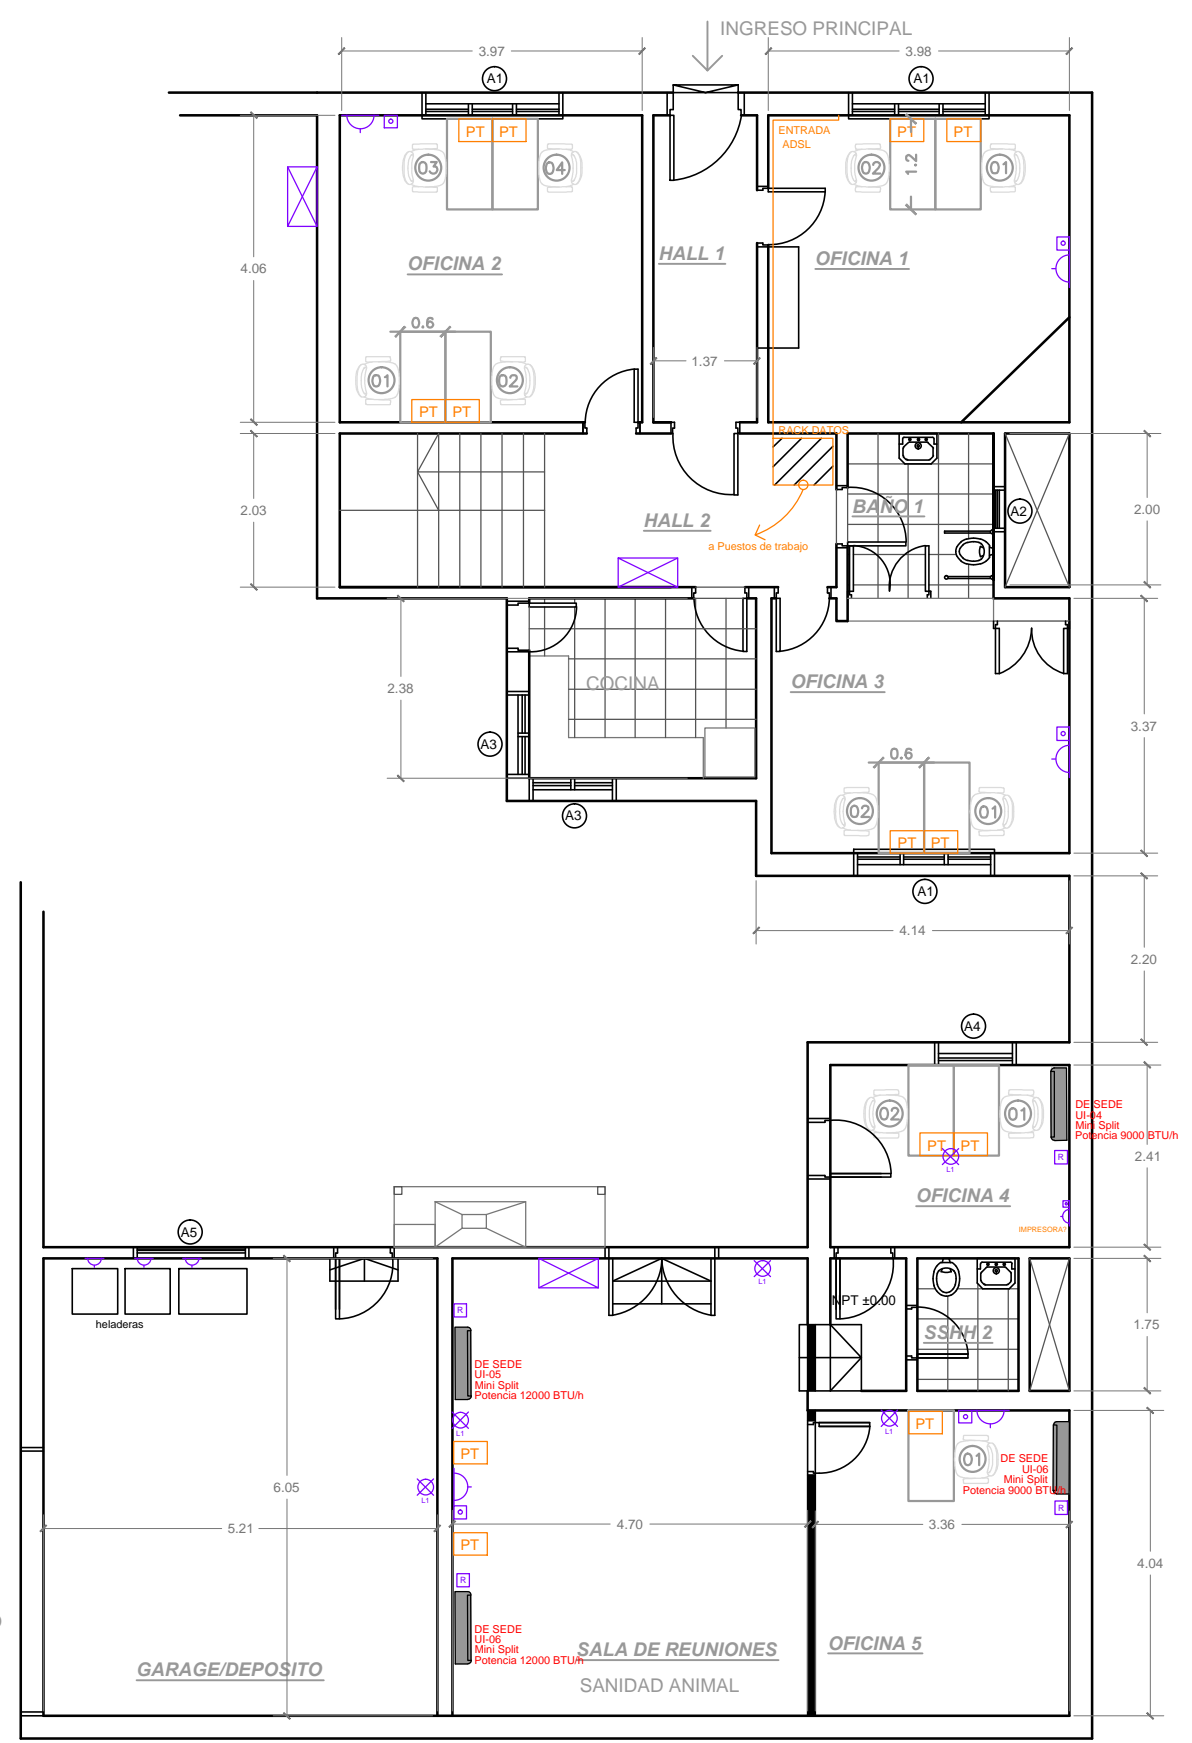 INGRESO PRINCIPAL
3.97
3.98
A1
A1
PT PT
ENTRADA
ADSL
PT PT
03 04
02 1.2 01
4.06
OFICINA 2
HALL 1
OFICINA 1
0.6
1.37
01 02
PT PT
RACK DATOS
2.03
HALL 2
BAÑO 1
A2
2.00
a Puestos de trabajo
2.38
COCINA
OFICINA 3
3.37
A3
0.6
A3
02 01
PT PT
A1
4.14
2.20
A4
02 01
DE SEDE
UI-04
Mini Split
Potencia 9000 BTU/h
PT PT
L1
R
2.41
OFICINA 4
IMPRESORA?
A5
L1
NPT ±0.00
heladeras
R
SSHH 2
1.75
DE SEDE
UI-05
Mini Split
Potencia 12000 BTU/h
L1
L1
PT
PT
01
DE SEDE
UI-06
Mini Split
Potencia 9000 BTU/h
6.05
L1
R
5.21
4.70
3.36
PT
4.04
R
DE SEDE
UI-06
Mini Split
Potencia 12000 BTU/h
SALA DE REUNIONES
OFICINA 5
GARAGE/DEPOSITO
SANIDAD ANIMAL